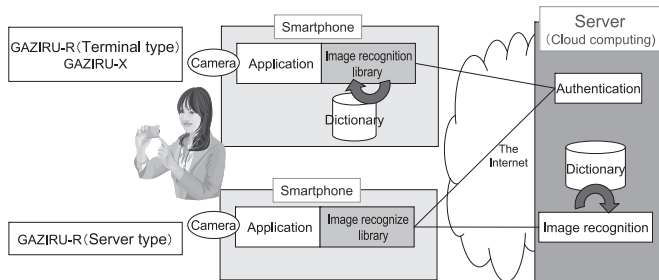 GAZIRU-R(Terminal type)
GAZIRU-X
Smartphone
Camera
Application
Image recognition
library
Dictionary
Server
(Cloud computing)
Authentication
The
Internet
Dictionary
Image recognition
GAZIRU-R(Server type)
Smartphone
Camera
Application
Image recognize
library